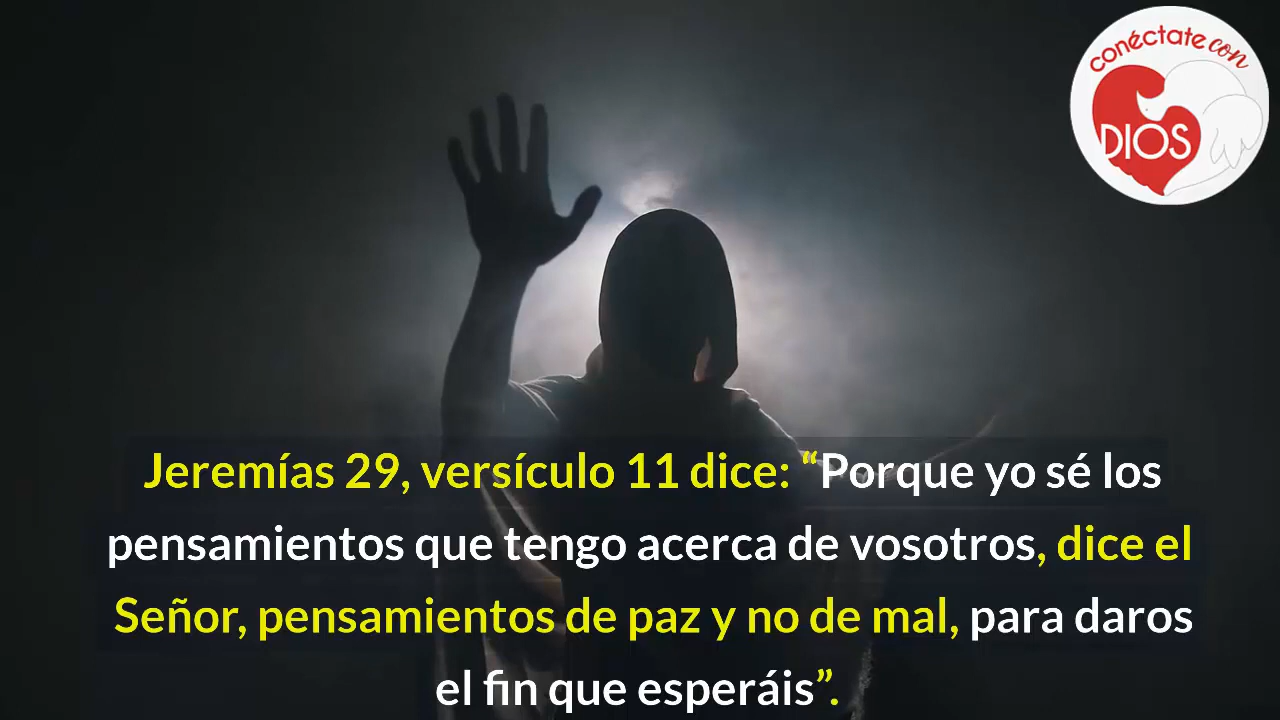 conéctate con
DIOS
Jeremías 29, versículo 11 dice: “Porque yo sé los
pensamientos que tengo acerca de vosotros, dice el
Señor, pensamientos de paz y no de mal, para daros
el fin que esperáis”.